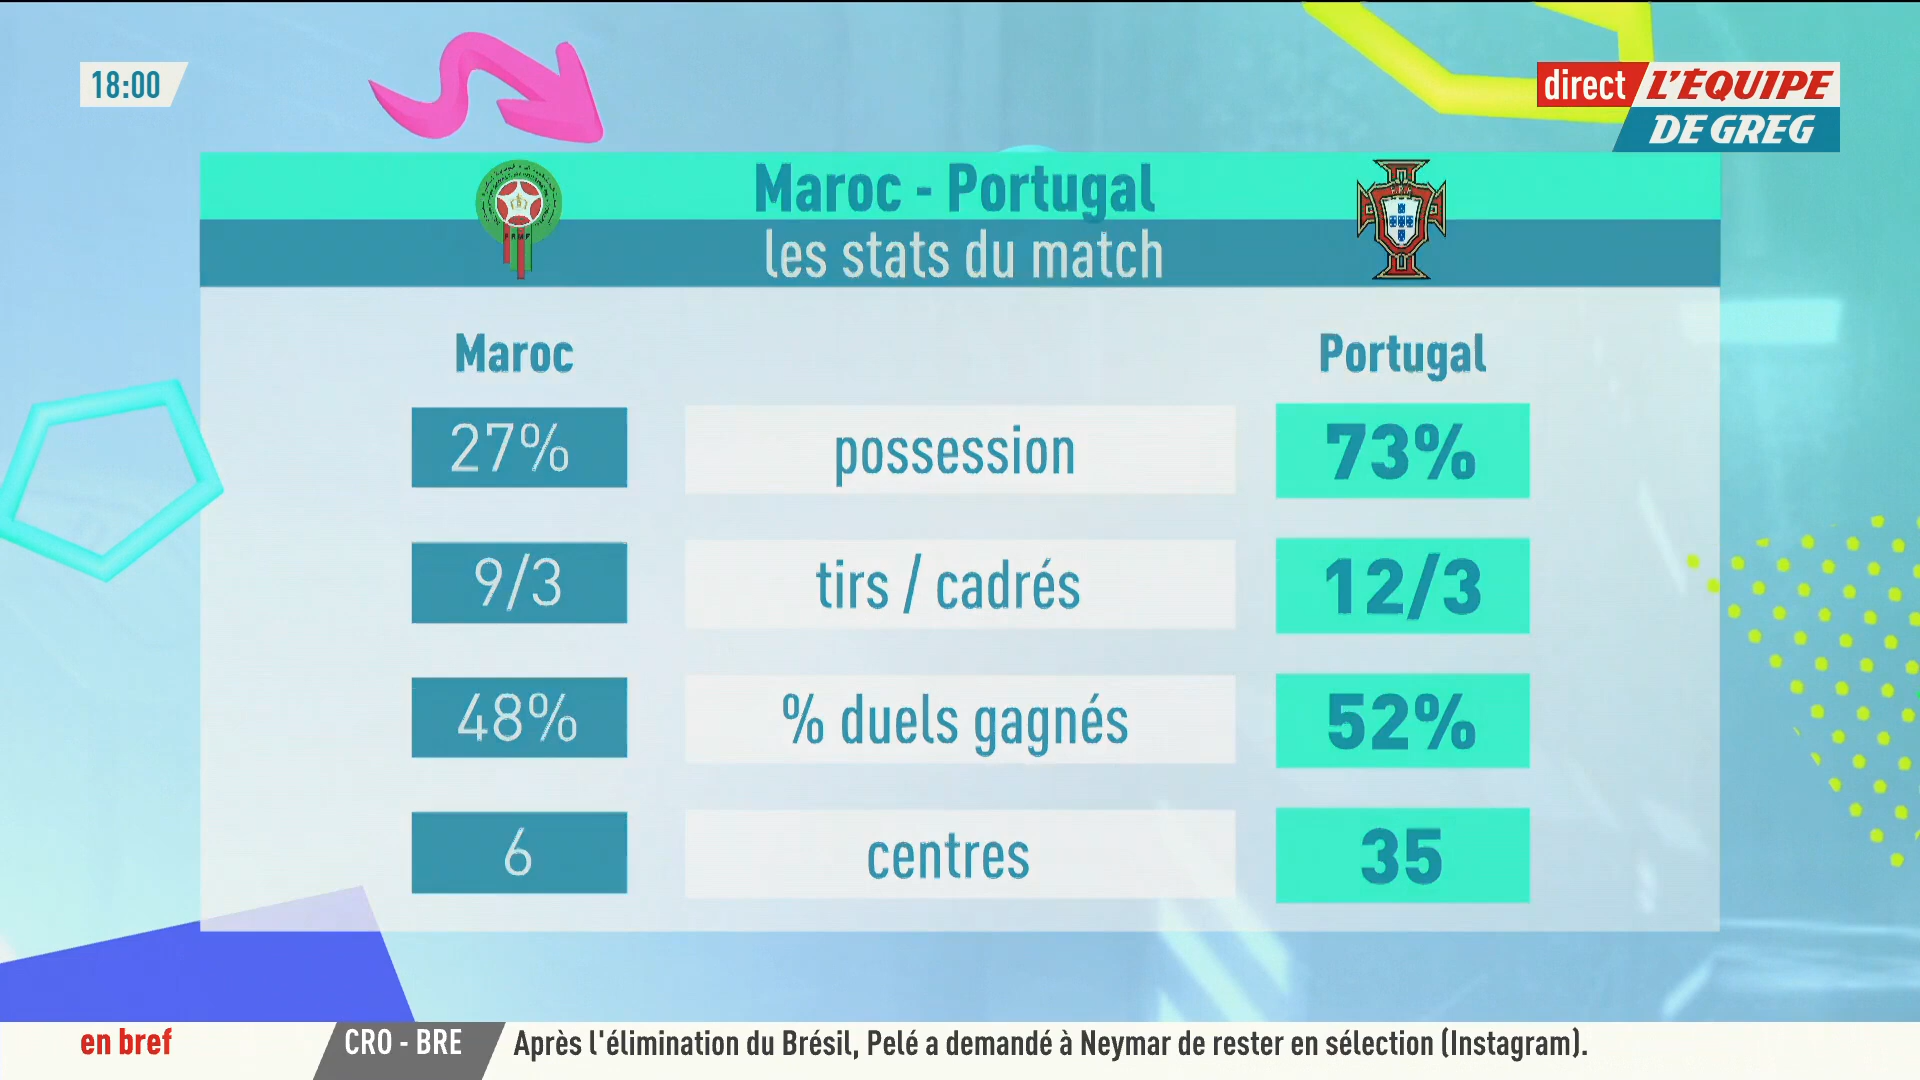 18:00
direct L'ÉQUIPE
DE GREG
Maroc - Portugal
les stats du match
Maroc Portugal
27% possession 73%
9/3 tirs / cadrés 12/3
48% % duels gagnés 52%
6 centres 35
en bref CRO - BRE Après l'élimination du Brésil, Pelé a demandé à Neymar de rester en sélection (Instagram).